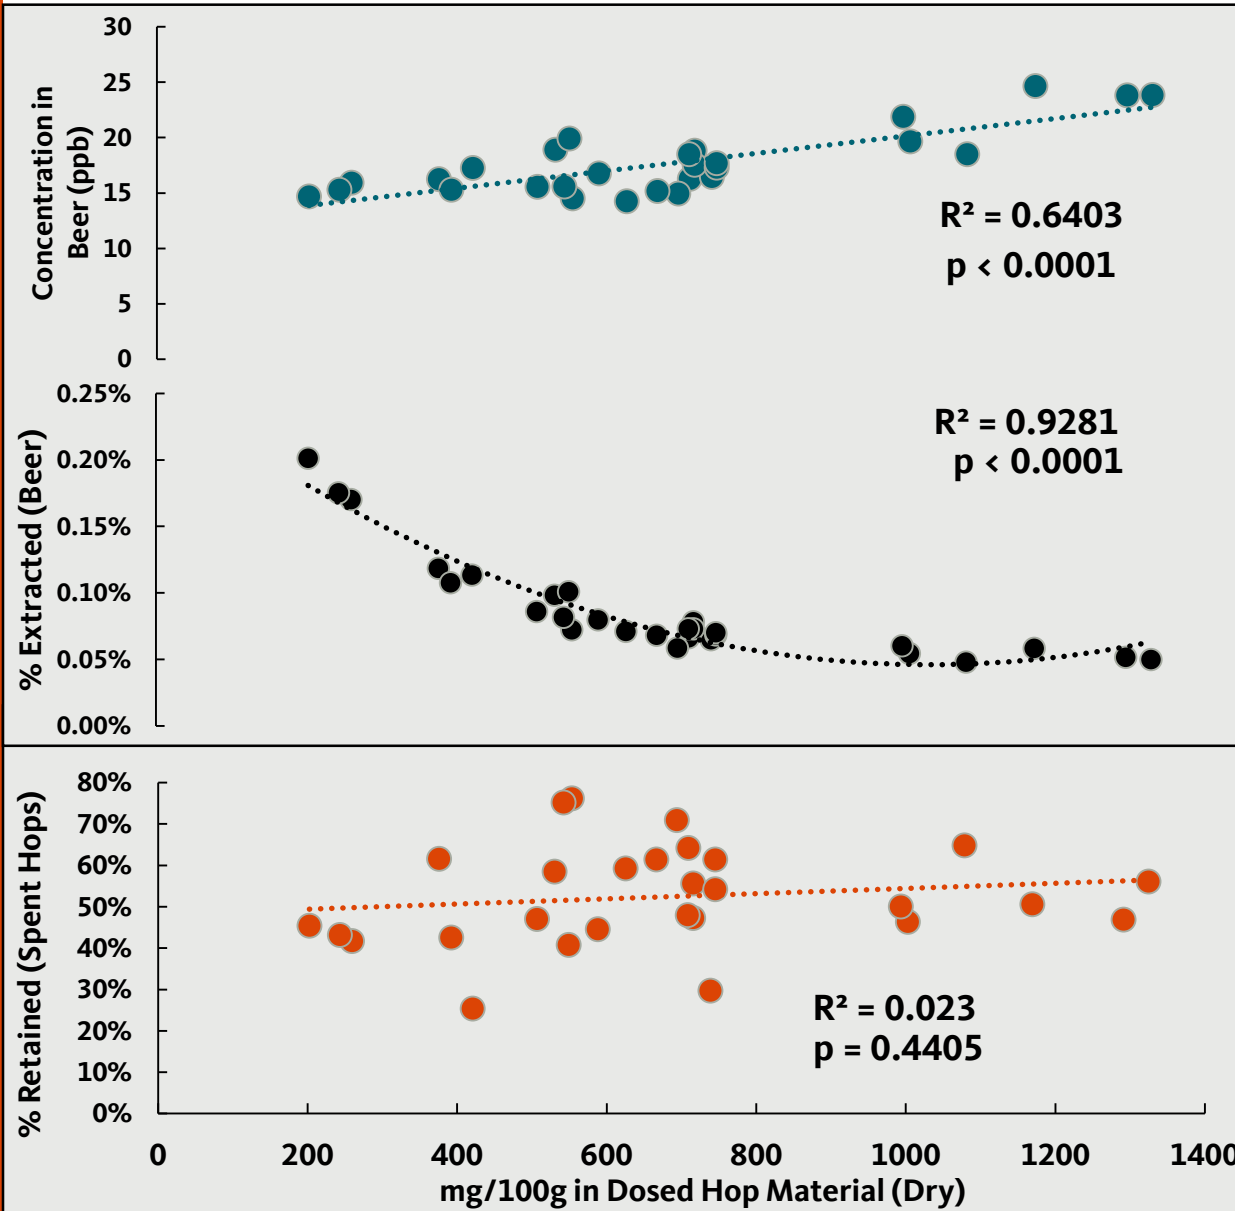 Concentration in
Beer (ppb)
30
25
20
15
10
5
0
R² = 0.6403
p < 0.0001
% Extracted (Beer)
0.25%
0.20%
0.15%
0.10%
0.05%
0.00%
R² = 0.9281
p < 0.0001
% Retained (Spent Hops)
80%
70%
60%
50%
40%
30%
20%
10%
0%
R² = 0.023
p = 0.4405
0 200 400 600 800 1000 1200 1400
mg/100g in Dosed Hop Material (Dry)